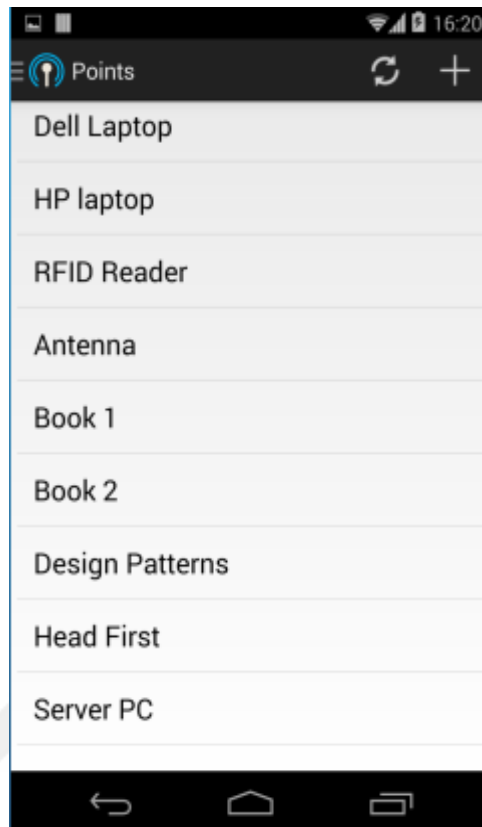 16:20
Points
Dell Laptop
HP laptop
RFID Reader
Antenna
Book 1
Book 2
Design Patterns
Head First
Server PC